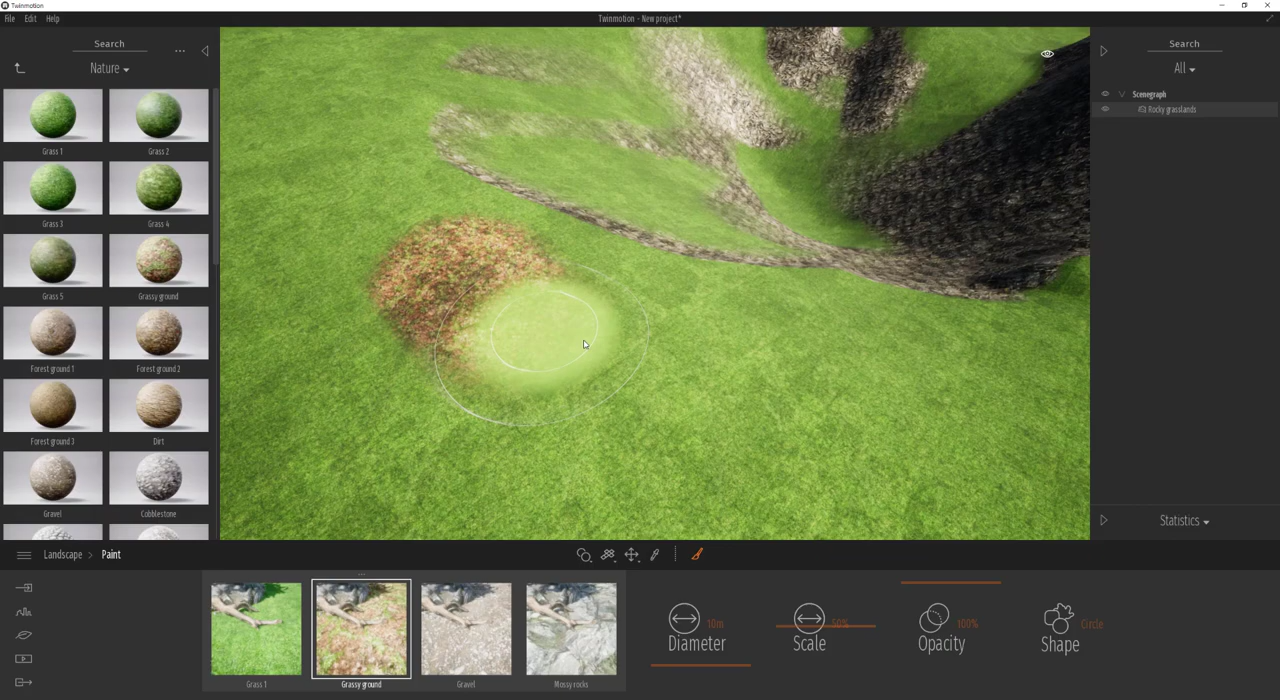 Twinmotion
File Edit Help
Twinmotion - New project*
Search
...
Nature
Grass 1
Grass 2
Grass 3
Grass 4
Grass 5
Grassy ground
Forest ground 1
Forest ground 2
Forest ground 3
Dirt
Gravel
Cobblestone
Search
All
Scenegraph
Rocky grasslands
Statistics
Landscape > Paint
Grass 1
Grassy ground
Gravel
Mossy rocks
10m
Diameter
50%
Scale
100%
Opacity
Circle
Shape